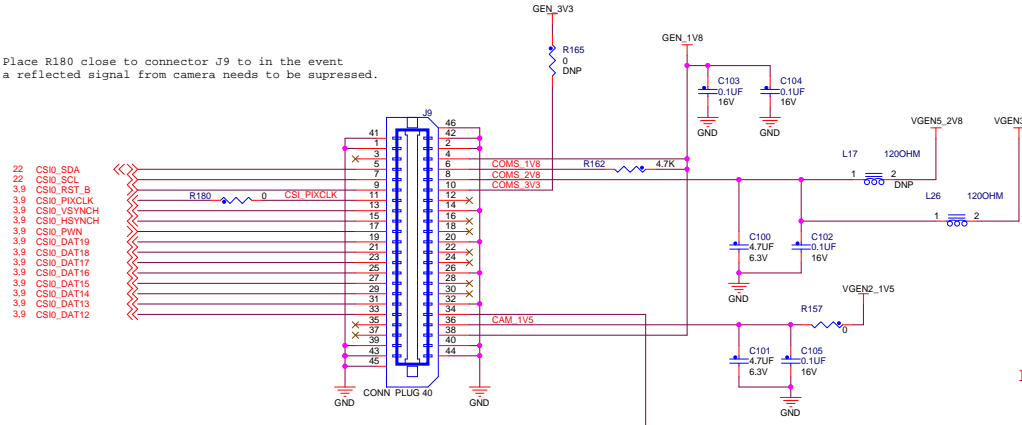 GEN_3V3
GEN_1V8
Place R180 close to connector J9 to in the event
a reflected signal from camera needs to be supressed.
R165
0
DNP
C103
0.1UF
16V
C104
0.1UF
16V
GND
GND
VGEN5_2V8
VGEN3
J9
41
1
3
5
7
9
11
13
15
17
19
21
23
25
27
29
31
33
35
37
39
43
45
46
42
2
4
6
8
10
12
14
16
18
20
22
24
26
28
30
32
34
36
38
40
44
CONN PLUG 40
GND
GND
22 CSI0_SDA
22 CSI0_SCL
3,9 CSI0_RST_B
3,9 CSI0_PIXCLK
3,9 CSI0_VSYNCH
3,9 CSI0_HSYNCH
3,9 CSI0_PWN
3,9 CSI0_DAT19
3,9 CSI0_DAT18
3,9 CSI0_DAT17
3,9 CSI0_DAT16
3,9 CSI0_DAT15
3,9 CSI0_DAT14
3,9 CSI0_DAT13
3,9 CSI0_DAT12
R180
0
CSI_PIXCLK
COMS_1V8
COMS_2V8
COMS_3V3
R162
4.7K
L17
120OHM
1
2
DNP
L26
120OHM
1
2
C100
4.7UF
6.3V
C102
0.1UF
16V
GND
VGEN2_1V5
R157
0
CAM_1V5
C101
4.7UF
6.3V
C105
0.1UF
16V
GND